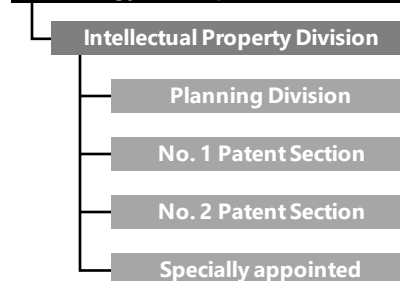 Intellectual Property Division
Planning Division
No. 1 Patent Section
No. 2 Patent Section
Specially appointed